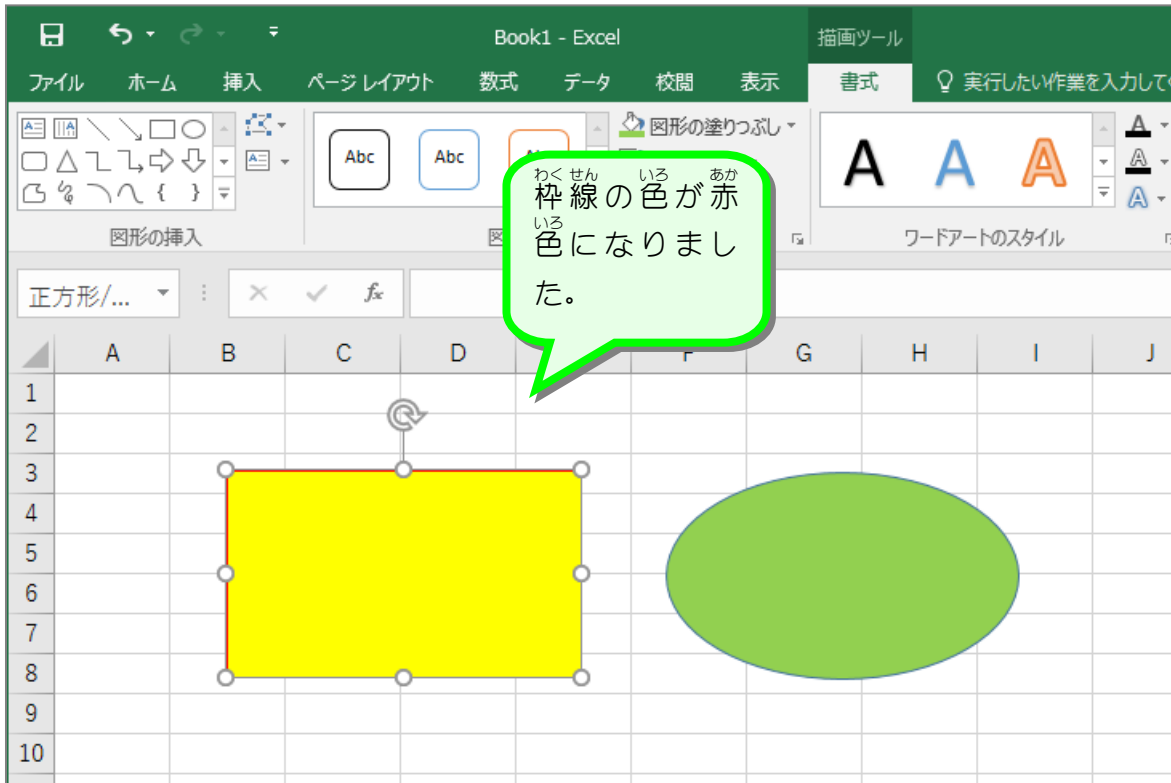 Book1 - Excel
描画ツール
ファイル ホーム 挿入 ページ レイアウト 数式 データ 校閲 表示 書式 実行したい作業を入力して
Abc Abc
図形の塗りつぶし
A A A A
図形の挿入
図
ワードアートのスタイル
わくせん いろ あか
枠線の色が赤
いろ
色になりまし
た。
正方形/... fx
A B C D F G H I J
1
2
3
4
5
6
7
8
9
10